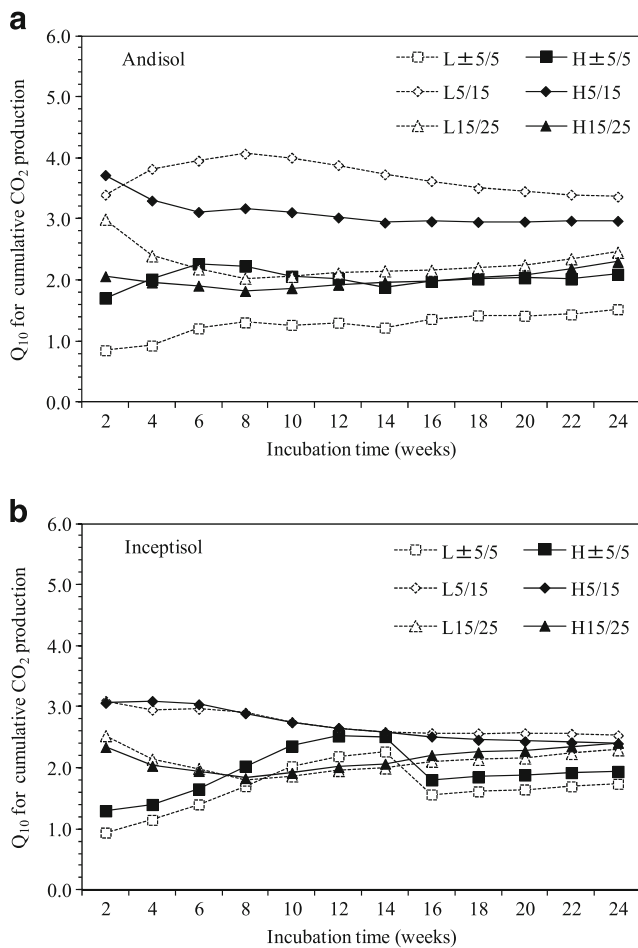 a
6.0
5.0
4.0
3.0
2.0
1.0
0.0
Q10 for cumulative CO2 production
Andisol
L±5/5 H±5/5
L5/15 H5/15
L15/25 H15/25
2 4 6 8 10 12 14 16 18 20 22 24
Incubation time (weeks)
b
6.0
5.0
4.0
3.0
2.0
1.0
0.0
Q10 for cumulative CO2 production
Inceptisol
L±5/5 H±5/5
L5/15 H5/15
L15/25 H15/25
2 4 6 8 10 12 14 16 18 20 22 24
Incubation time (weeks)